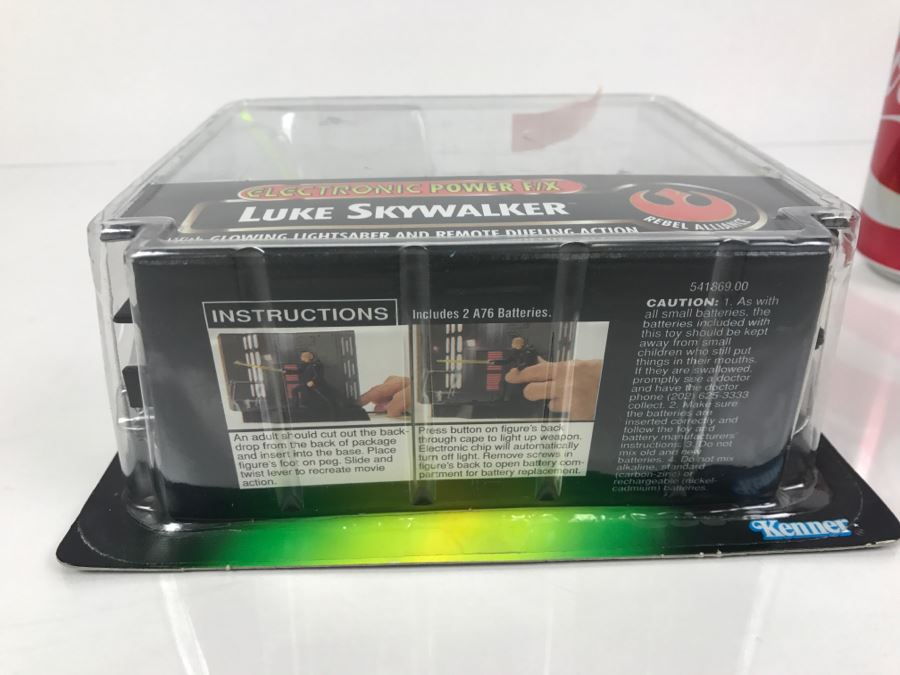 ELECTRONIC POWER F/X
LUKE SKYWALKER
REBEL ALLIANCE
With GLOWING LIGHTSABER AND REMOTE DUELING ACTION
541869.00
INSTRUCTIONS
Includes 2 A76 Batteries.
An adult should cut out the back-
drop from the back of package
and insert into the base. Place
figure's foot on peg. Slide and
twist lever to recreate movie
action.
Press button on figure's back
through cape to light up weapon.
Electronic chip will automatically
turn off light. Remove screws in
figure's back to open battery com-
partment for battery replacement.
CAUTION: 1. As with
all small batteries, the
batteries included with
this toy should be kept
away from small
children who still put
things in their mouths.
If they are swallowed,
promptly see a doctor
and have the doctor
phone (202) 625-3333
collect. 2. Make sure
the batteries are
inserted correctly and
follow the toy and
battery manufacturers'
instructions. 3. Do not
mix old and new
batteries. 4. Do not mix
alkaline, standard
(carbon-zinc) or
rechargeable (nickel-
cadmium) batteries.
Kenner